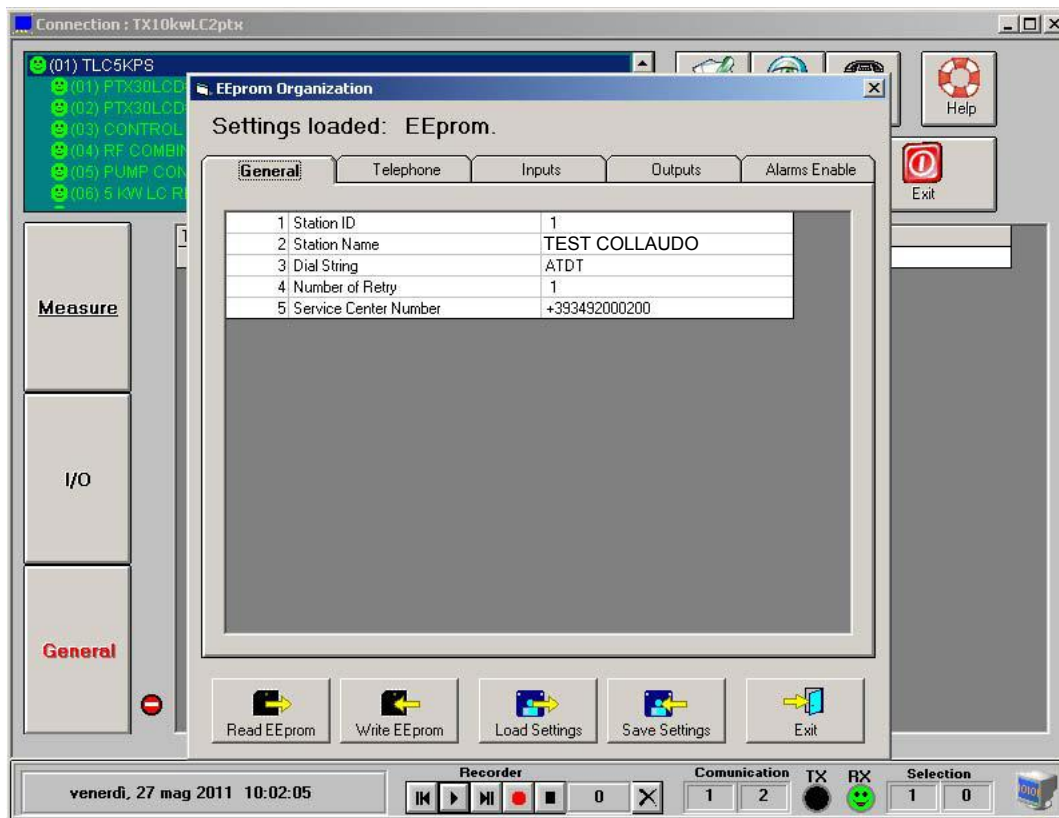 Connection : TX10kwLC2ptx
(01) TLC5KPS
(01) PTX30LCD
(02) PTX30LCD
(03) CONTROL
(04) RF COMBIN
(05) PUMP CON
(06) 5 KW LC R
Help
Exit
EEprom Organization
Settings loaded: EEprom.
General Telephone Inputs Outputs Alarms Enable
1 Station ID 1
2 Station Name TEST COLLAUDO
3 Dial String ATDT
4 Number of Retry 1
5 Service Center Number +393492000200
Measure
I/O
General
Read EEprom Write EEprom Load Settings Save Settings Exit
venerdì, 27 mag 2011 10:02:05
Recorder
0
Comunication TX RX
1 2
Selection
1 0